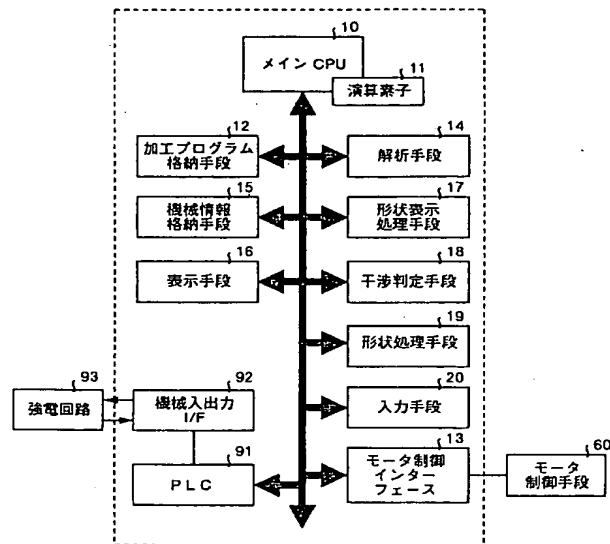 10
メイン CPU
11
演算素子
12
加工プログラム
格納手段
14
解析手段
15
機械情報
格納手段
17
形状表示
処理手段
16
表示手段
18
干渉判定手段
19
形状処理手段
93
強電回路
92
機械入出力
I/F
20
入力手段
91
PLC
13
モータ制御
インター
フェース
60
モータ
制御手段